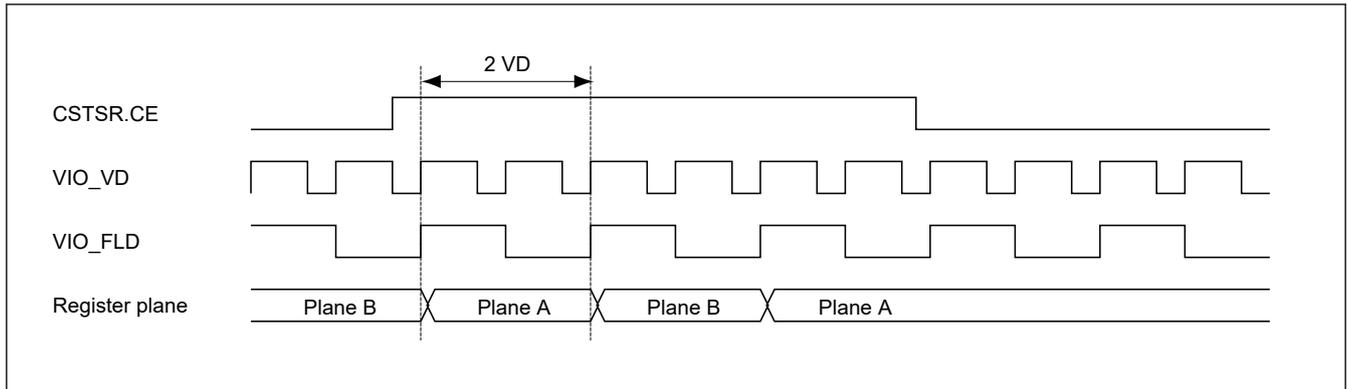 2 VD
CSTSR.CE
VIO_VD
VIO_FLD
Register plane Plane B Plane A Plane B Plane A